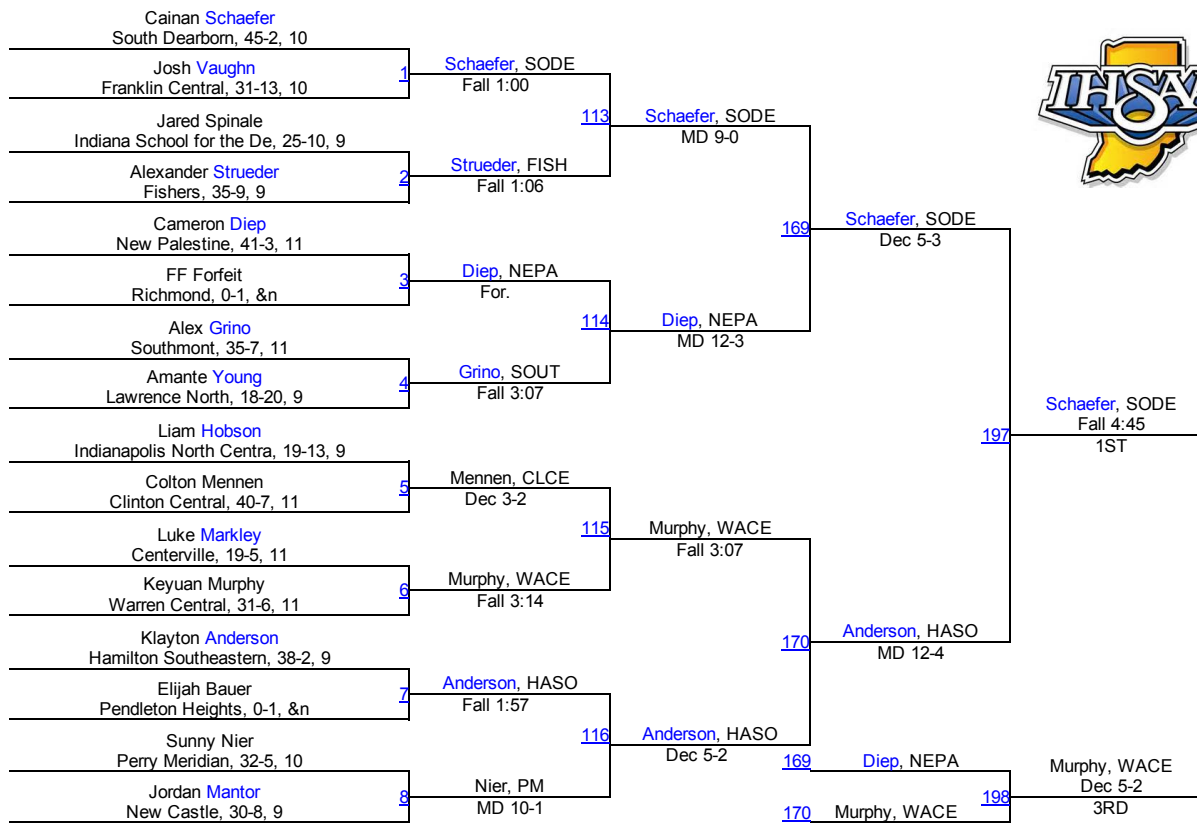 Cainan Schaefer
South Dearborn, 45-2, 10
Josh Vaughn
Franklin Central, 31-13, 10
1
Schaefer, SODE
Fall 1:00
Jared Spinale
Indiana School for the De, 25-10, 9
Alexander Strueder
Fishers, 35-9, 9
2
Strueder, FISH
Fall 1:06
113
Schaefer, SODE
MD 9-0
Cameron Diep
New Palestine, 41-3, 11
FF Forfeit
Richmond, 0-1, &n
3
Diep, NEPA
For.
Alex Grino
Southmont, 35-7, 11
Amante Young
Lawrence North, 18-20, 9
4
Grino, SOUT
Fall 3:07
114
Diep, NEPA
MD 12-3
169
Schaefer, SODE
Dec 5-3
Liam Hobson
Indianapolis North Centra, 19-13, 9
Colton Mennen
Clinton Central, 40-7, 11
5
Mennen, CLCE
Dec 3-2
Luke Markley
Centerville, 19-5, 11
Keyuan Murphy
Warren Central, 31-6, 11
6
Murphy, WACE
Fall 3:14
115
Murphy, WACE
Fall 3:07
Klayton Anderson
Hamilton Southeastern, 38-2, 9
Elijah Bauer
Pendleton Heights, 0-1, &n
7
Anderson, HASO
Fall 1:57
Sunny Nier
Perry Meridian, 32-5, 10
Jordan Mantor
New Castle, 30-8, 9
8
Nier, PM
MD 10-1
116
Anderson, HASO
Dec 5-2
170
Anderson, HASO
MD 12-4
197
Schaefer, SODE
Fall 4:45
1ST
169
Diep, NEPA
170
Murphy, WACE
198
Murphy, WACE
Dec 5-2
3RD
IHSAA